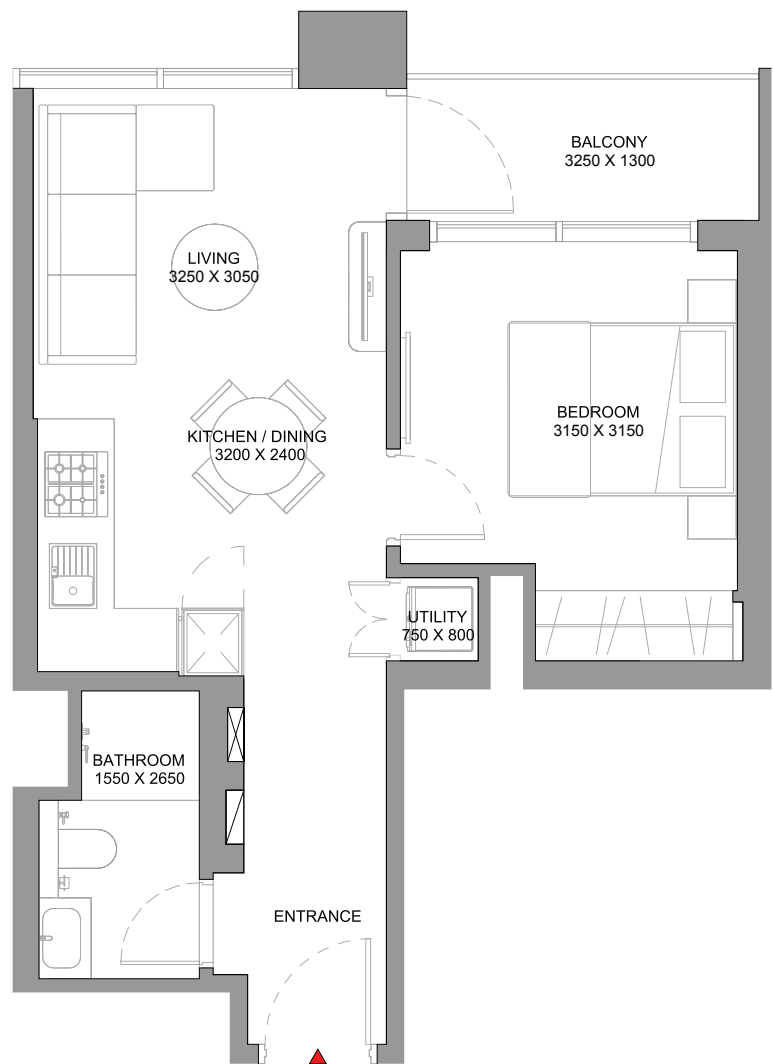 BALCONY
3250 X 1300
LIVING
3250 X 3050
BEDROOM
3150 X 3150
KITCHEN / DINING
3200 X 2400
UTILITY
750 X 800
BATHROOM
1550 X 2650
ENTRANCE